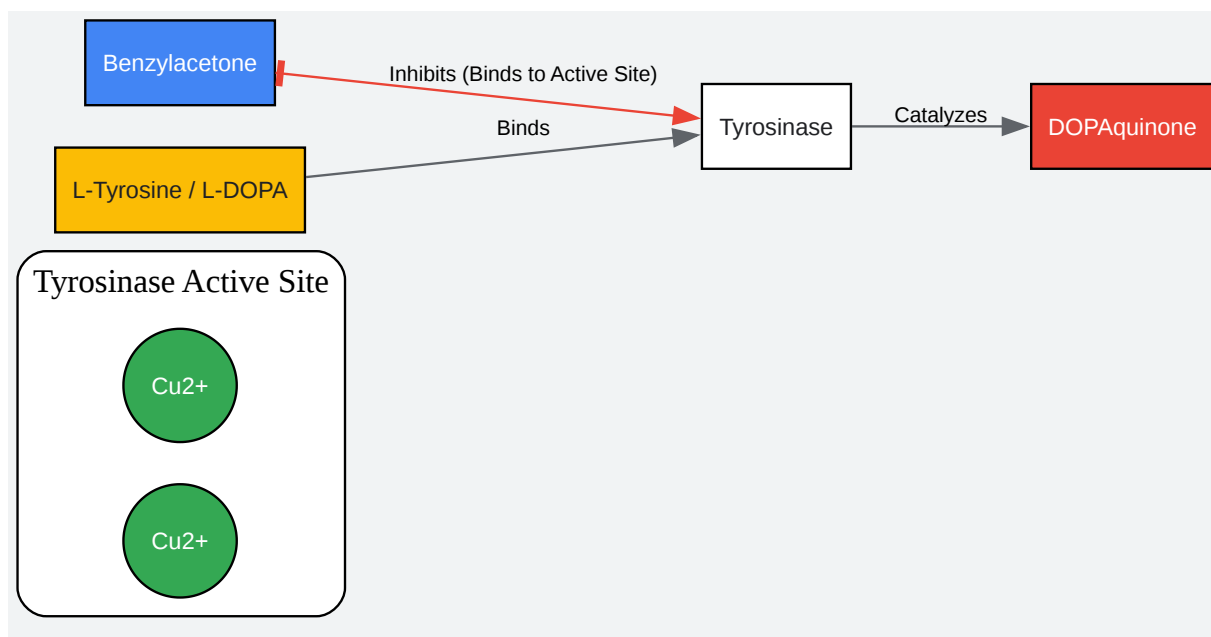 Benzylacetone
Inhibits (Binds to Active Site)
Binds
Tyrosinase
Catalyzes
DOPAquinone
L-Tyrosine / L-DOPA
Tyrosinase Active Site
Cu2+
Cu2+